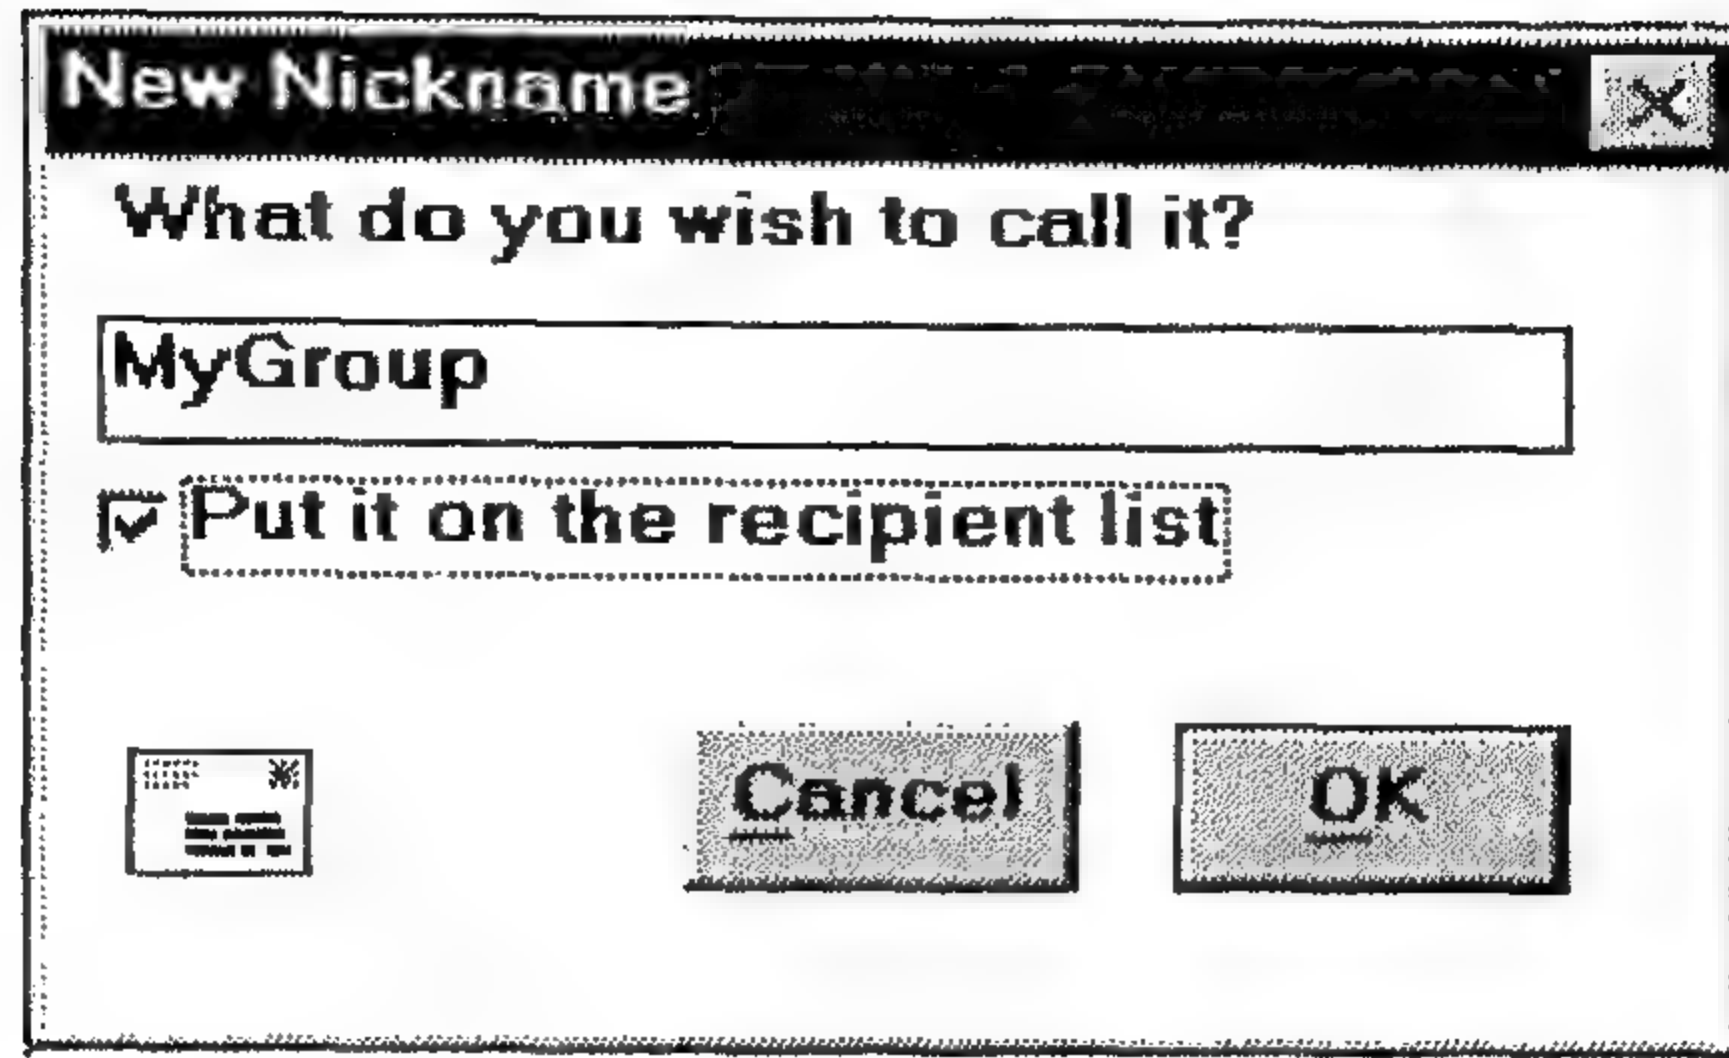 New Nickname
What do you wish to call it?
MyGroup
Put it on the recipient list
Cancel OK